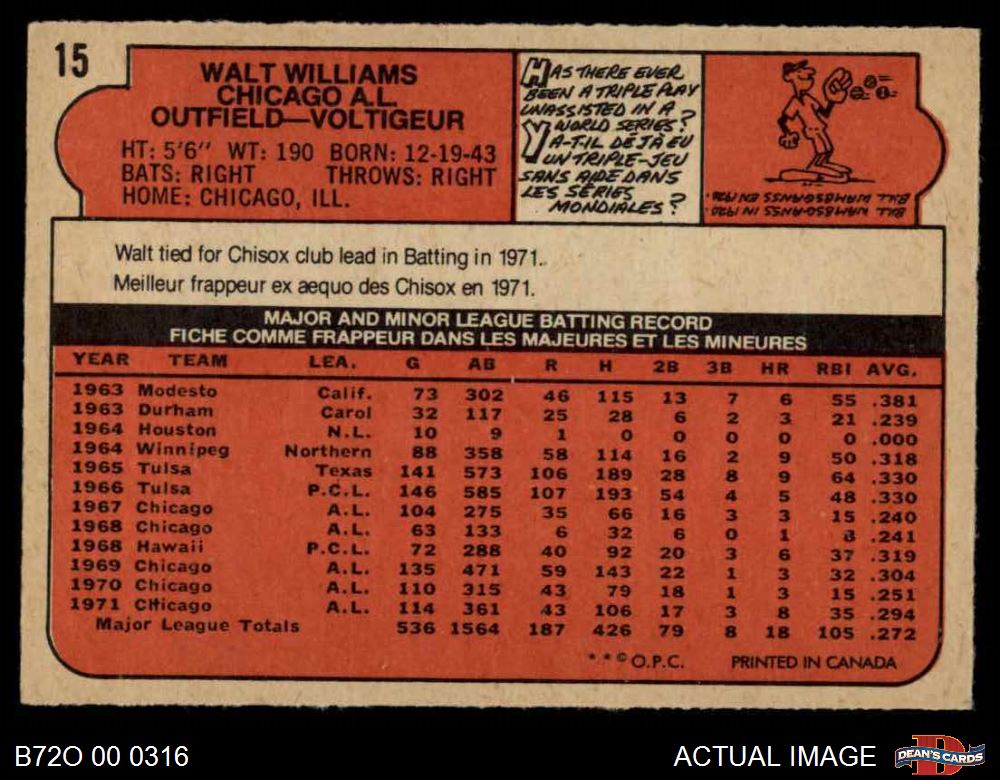 15
WALT WILLIAMS
CHICAGO A.L.
OUTFIELD—VOLTIGEUR
HT: 5'6" WT: 190 BORN: 12-19-43
BATS: RIGHT THROWS: RIGHT
HOME: CHICAGO, ILL.
HAS THERE EVER
BEEN A TRIPLE PLAY
UNASSISTED IN A
WORLD SERIES?
Y A-T-IL DÉJÀ EU
UN TRIPLE-JEU
SANS AIDE DANS
LES SÉRIES
MONDIALES?
BILL WAMBSGANSS IN 1920.
BILL WAMBSGANSS EN 1920.
Walt tied for Chisox club lead in Batting in 1971.
Meilleur frappeur ex aequo des Chisox en 1971.
MAJOR AND MINOR LEAGUE BATTING RECORD
FICHE COMME FRAPPEUR DANS LES MAJEURES ET LES MINEURES
YEAR TEAM LEA. G AB R H 2B 3B HR RBI AVG.
1963 Modesto Calif. 73 302 46 115 13 7 6 55 .381
1963 Durham Carol 32 117 25 28 6 2 3 21 .239
1964 Houston N.L. 10 9 1 0 0 0 0 0 .000
1964 Winnipeg Northern 88 358 58 114 16 2 9 50 .318
1965 Tulsa Texas 141 573 106 189 28 8 9 64 .330
1966 Tulsa P.C.L. 146 585 107 193 54 4 5 48 .330
1967 Chicago A.L. 104 275 35 66 16 3 3 15 .240
1968 Chicago A.L. 63 133 6 32 6 0 1 8 .241
1968 Hawaii P.C.L. 72 288 40 92 20 3 6 37 .319
1969 Chicago A.L. 135 471 59 143 22 1 3 32 .304
1970 Chicago A.L. 110 315 43 79 18 1 3 15 .251
1971 Chicago A.L. 114 361 43 106 17 3 8 35 .294
Major League Totals 536 1564 187 426 79 8 18 105 .272
* * © O.P.C. PRINTED IN CANADA
B72O 00 0316
ACTUAL IMAGE
DEAN'S CARDS